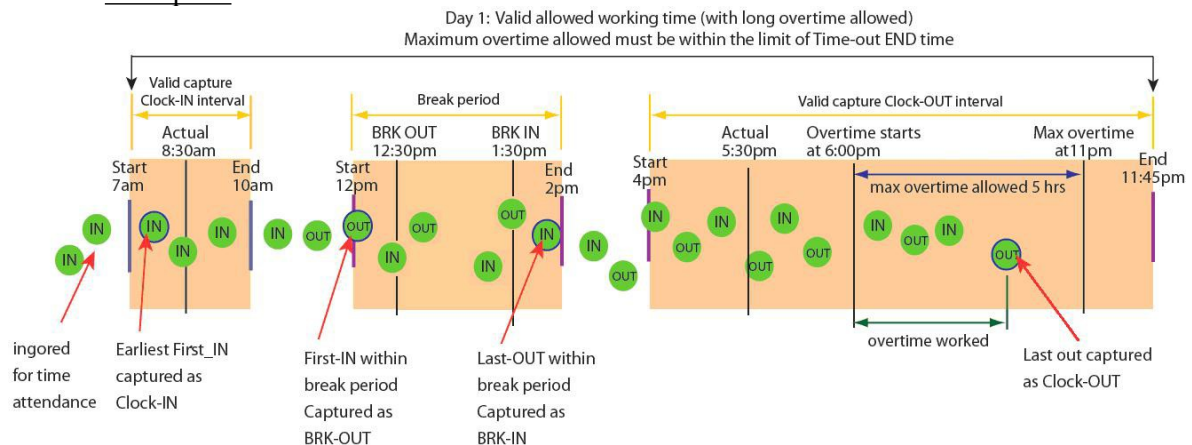 Day 1: Valid allowed working time (with long overtime allowed)
Maximum overtime allowed must be within the limit of Time-out END time
Valid capture
Clock-IN interval
Break period
Valid capture Clock-OUT interval
Actual
8:30am
BRK OUT
12:30pm
BRK IN
1:30pm
Actual
5:30pm
Overtime starts
at 6:00pm
Max overtime
at11pm
Start
7am
End
10am
Start
12pm
End
2pm
Start
4pm
End
11:45pm
max overtime allowed 5 hrs
IN
IN
IN
IN
IN
IN
OUT
OUT
IN
OUT
IN
OUT
IN
IN
OUT
IN
OUT
IN
OUT
IN
OUT
IN
OUT
IN
OUT
overtime worked
ingored
for time
attendance
Earliest First_IN
captured as
Clock-IN
First-IN within
break period
Captured as
BRK-OUT
Last-OUT within
break period
Captured as
BRK-IN
Last out captured
as Clock-OUT